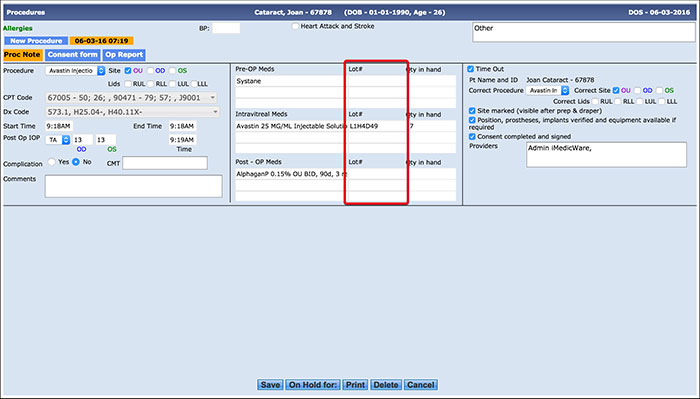 Procedures Cataract, Joan - 67878 (DOB - 01-01-1990, Age - 26) DOS - 06-03-2016
Allergies BP: Heart Attack and Stroke Other
New Procedure 06-03-16 07:19
Proc Note Consent form Op Report
Procedure Avastin Injectio Site OU OD OS
Lids RUL RLL LUL LLL
CPT Code 67005 - 50; 26; , 90471 - 79; 57; , J9001
Dx Code 573.1, H25.04-, H40.11X-
Start Time 9:18AM End Time 9:18AM
Post Op IOP TA 13 13 9:19AM
OD OS Time
Complication Yes No CMT
Comments
Pre-OP Meds Lot# Qty in hand
Systane
Intravitreal Meds Lot# Qty in hand
Avastin 25 MG/ML Injectable Solutio L1H4D49 7
Post - OP Meds Lot# Qty in hand
AlphaganP 0.15% OU BID, 90d, 3 re
Time Out
Pt Name and ID Joan Cataract - 67878
Correct Procedure Avastin In Correct Site OU OD OS
Correct Lids RUL RLL LUL LLL
Site marked (visible after prep & draper)
Position, prostheses, implants verified and equipment available if
required
Consent completed and signed
Providers Admin iMedicWare,
Save On Hold for: Print Delete Cancel